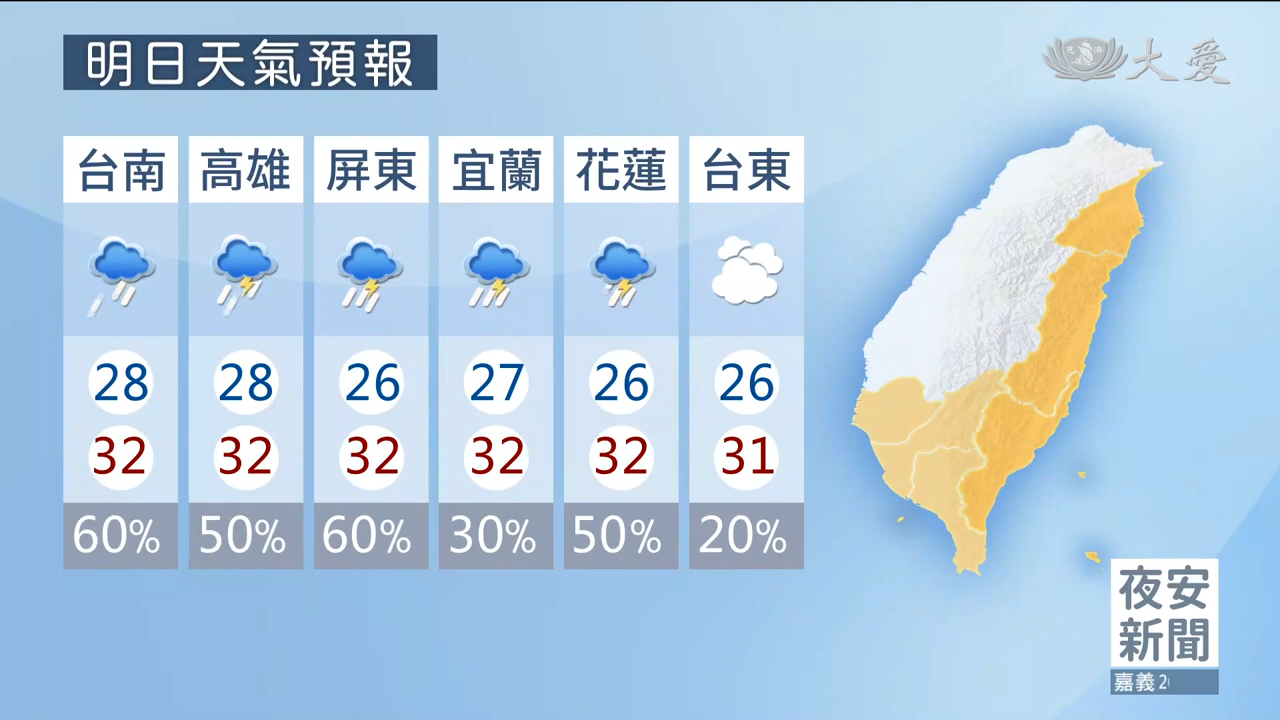 明日天氣預報
大愛
台南 高雄 屏東 宜蘭 花蓮 台東
28 28 26 27 26 26
32 32 32 32 32 31
60% 50% 60% 30% 50% 20%
夜安
新聞
嘉義